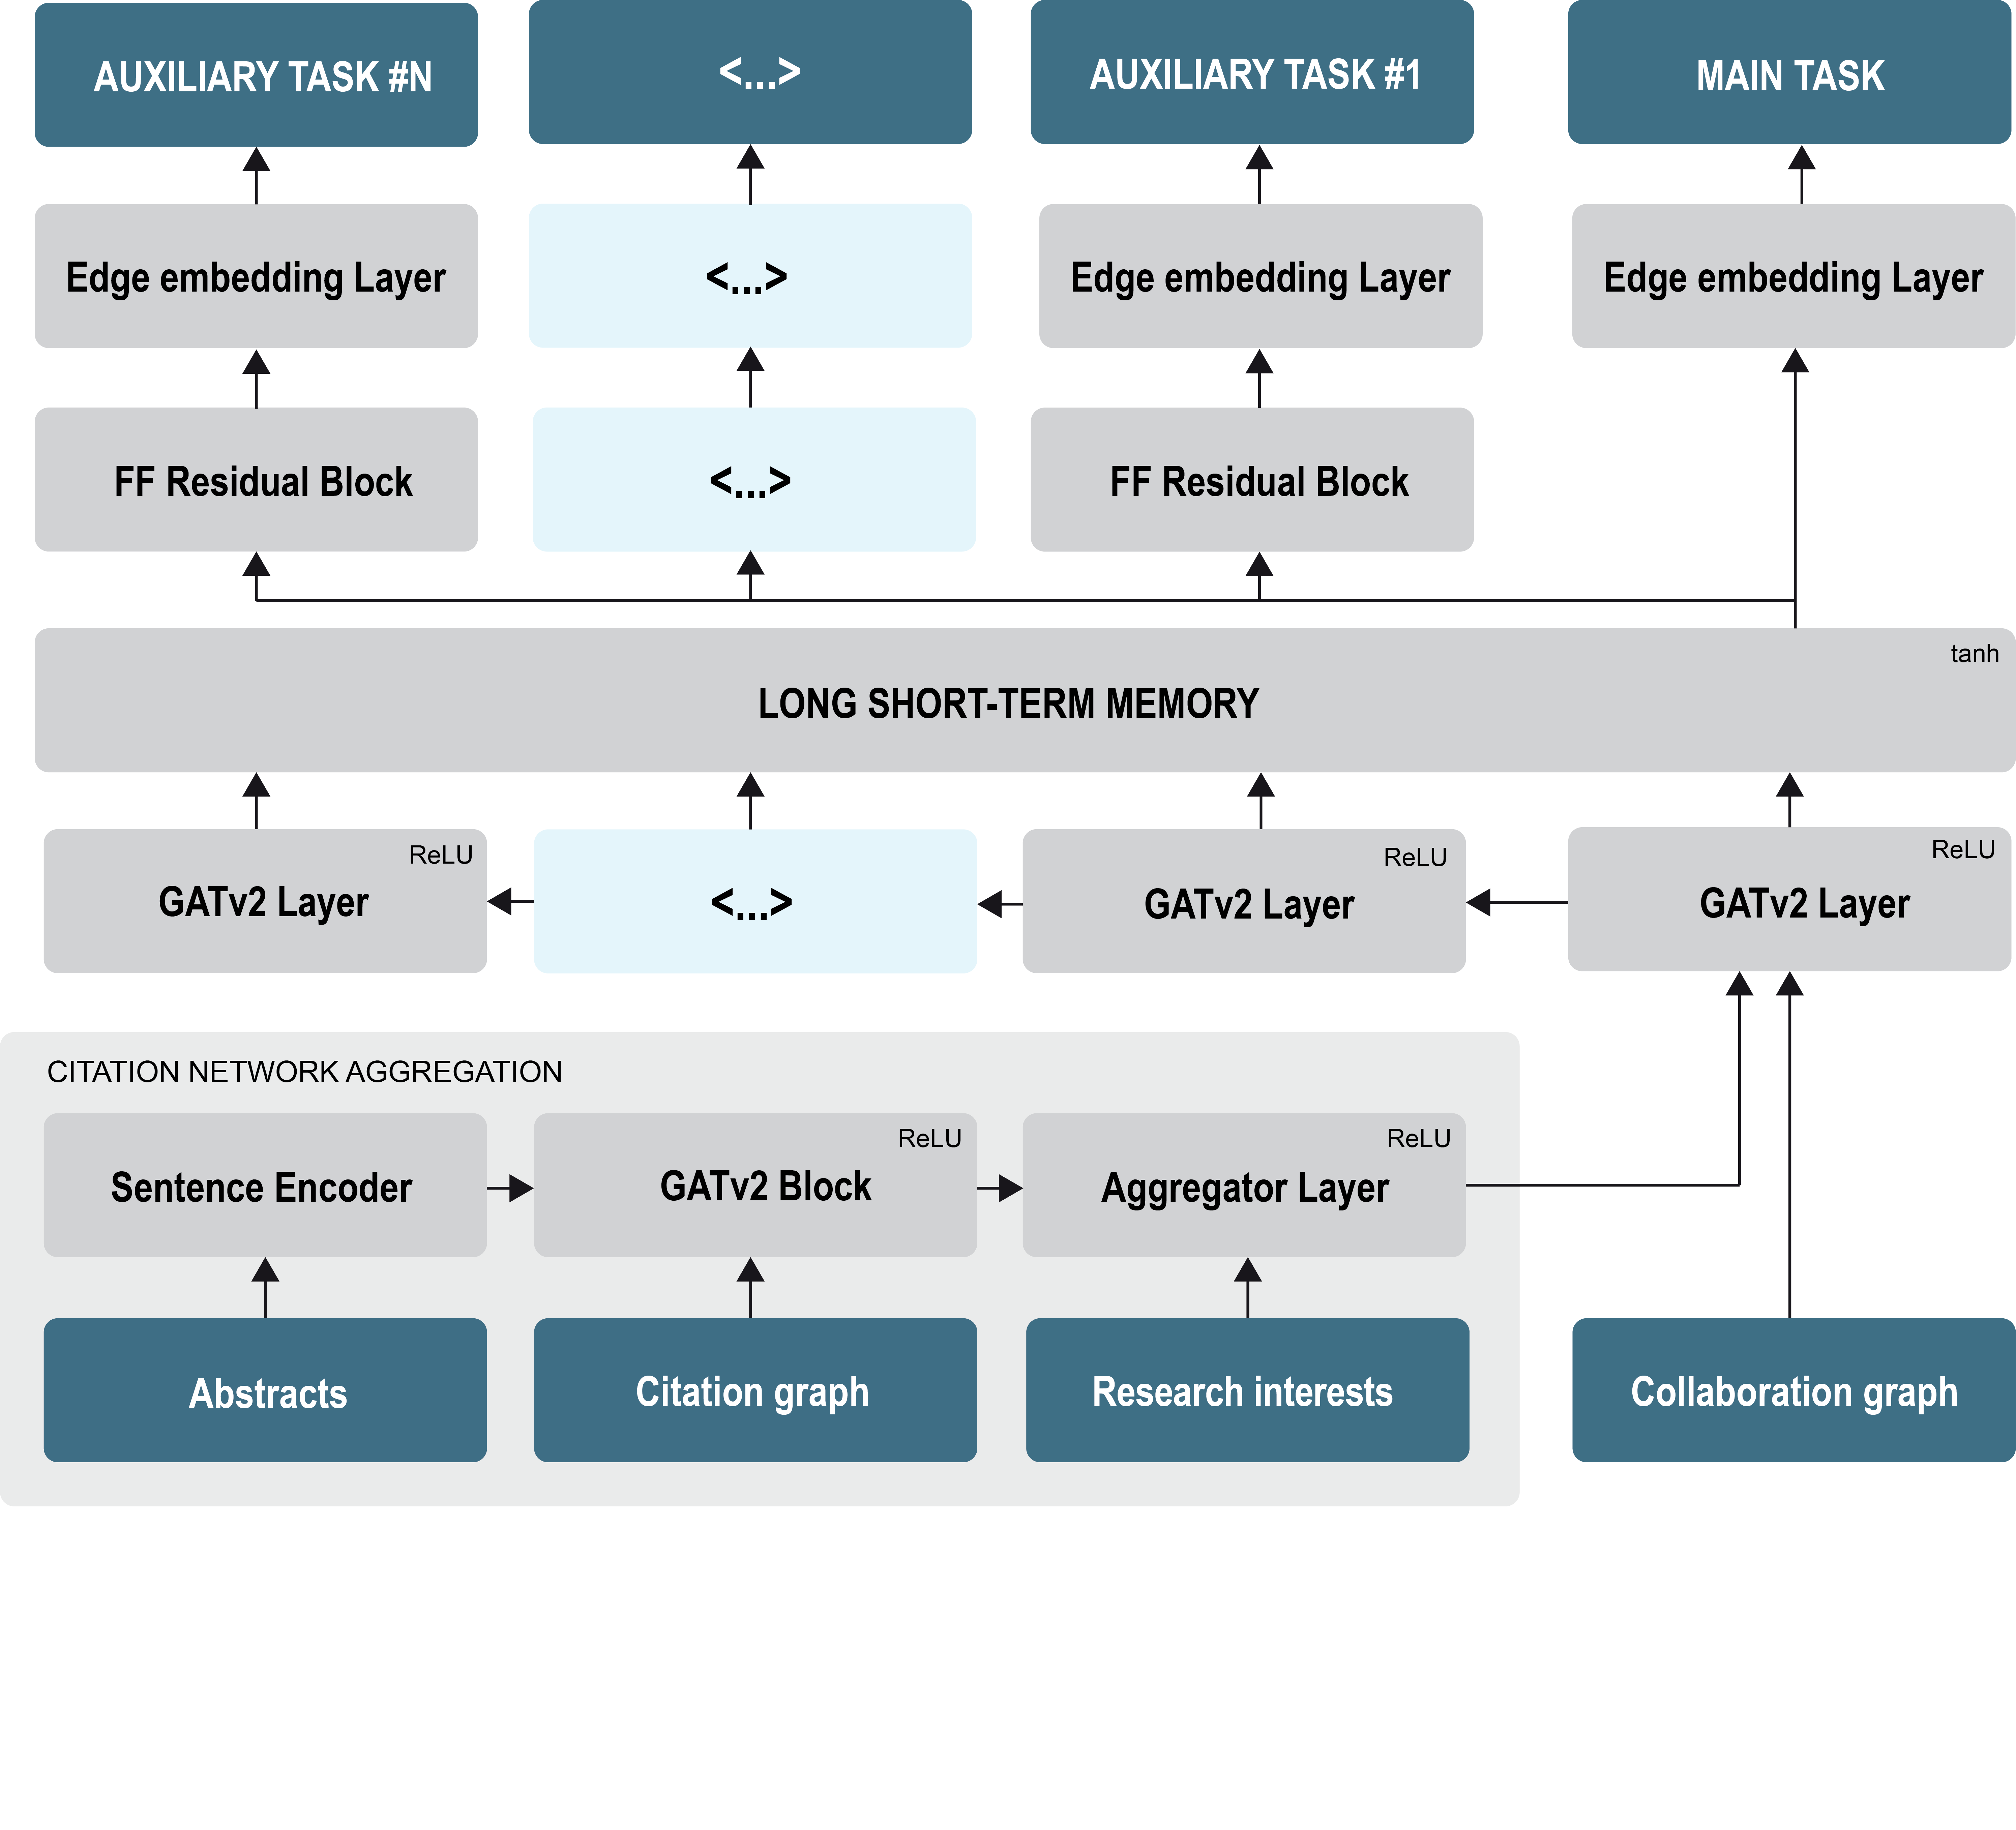 AUXILIARY TASK #N
<...>
AUXILIARY TASK #1
MAIN TASK
Edge embedding Layer
<...>
Edge embedding Layer
Edge embedding Layer
FF Residual Block
<...>
FF Residual Block
tanh
LONG SHORT-TERM MEMORY
ReLU
GATv2 Layer
<...>
ReLU
GATv2 Layer
ReLU
GATv2 Layer
CITATION NETWORK AGGREGATION
Sentence Encoder
ReLU
GATv2 Block
ReLU
Aggregator Layer
Abstracts
Citation graph
Research interests
Collaboration graph